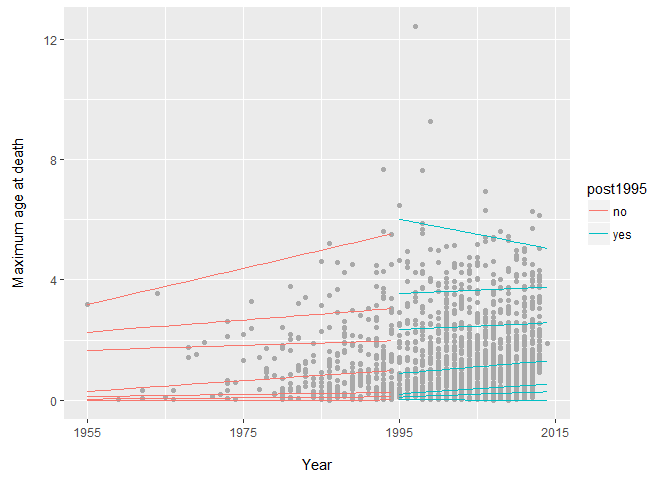 12
8
4
0
Maximum age at death
1955
1975
1995
2015
Year
post1995
no
yes